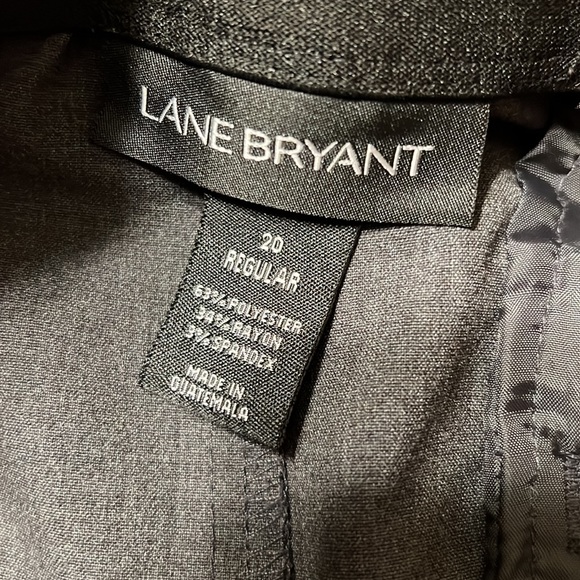 LANE BRYANT
20
REGULAR
63% POLYESTER
34% RAYON
3% SPANDEX
MADE IN
GUATEMALA